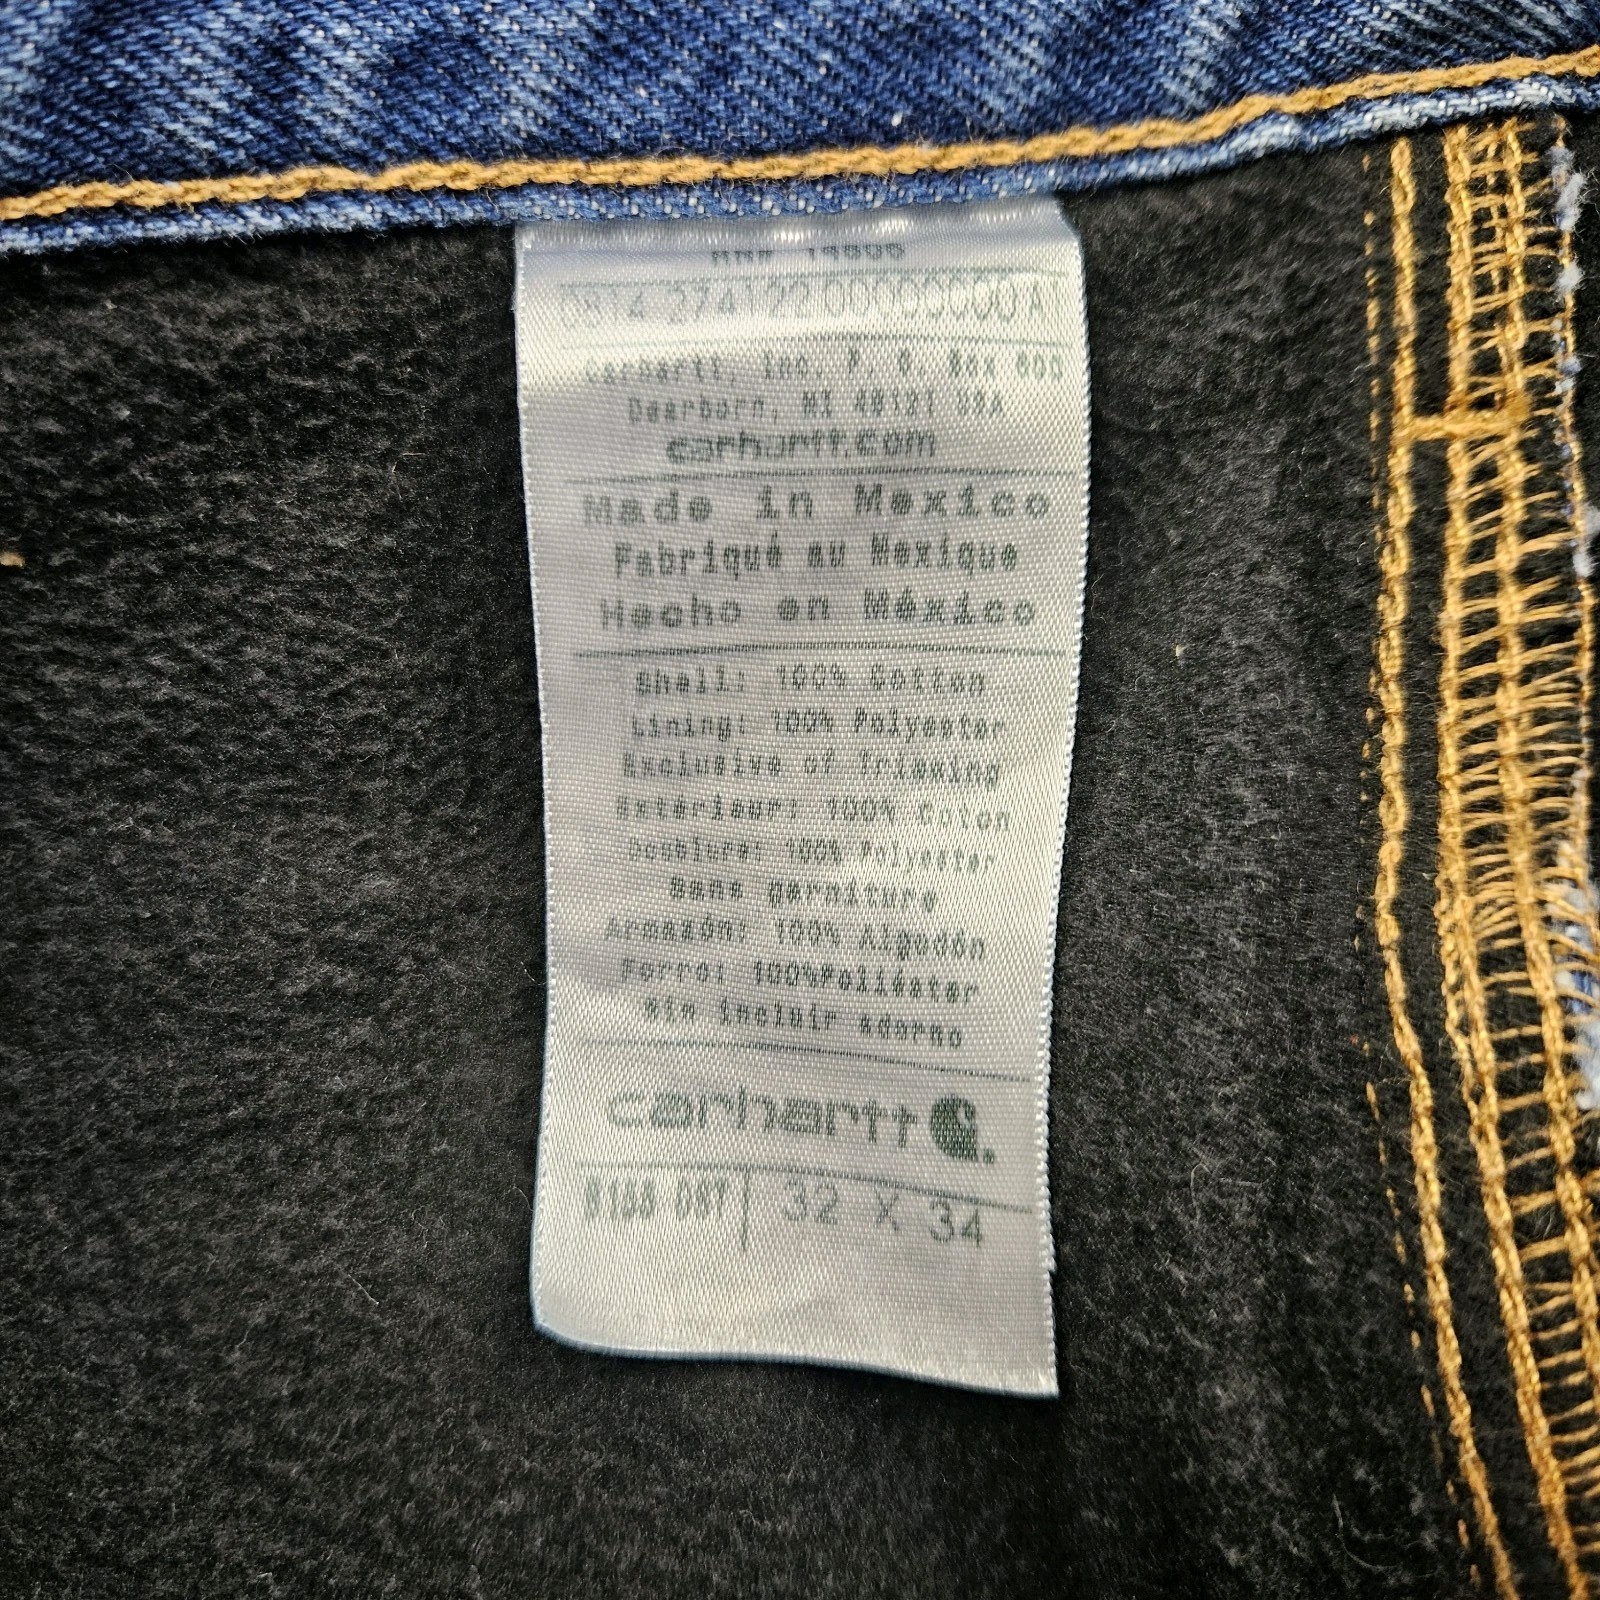 RN# 14806
Carhartt, Inc. P. O. Box 600
Dearborn, MI 48121 USA
carhartt.com
Made in Mexico
Fabriqué au Mexique
Hecho en México
Shell: 100% Cotton
Lining: 100% Polyester
Exclusive of Trimming
Extérieur: 100% Coton
Doublure: 100% Polyester
Sans garniture
Armazón: 100% Algodón
Forro: 100%Poliéster
sin incluir adorno
carhartt
B155 DST 32 X 34